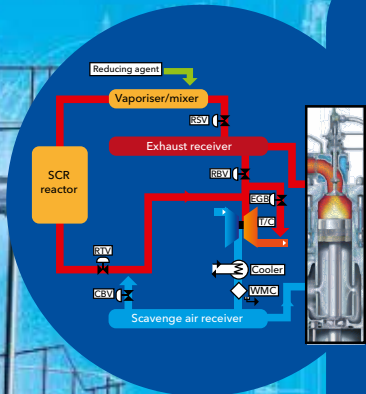 Reducing agent
Vaporiser/mixer
RSV
Exhaust receiver
SCR
reactor
RBV
EGB
T/C
RTV
Cooler
CBV
WMC
Scavenge air receiver